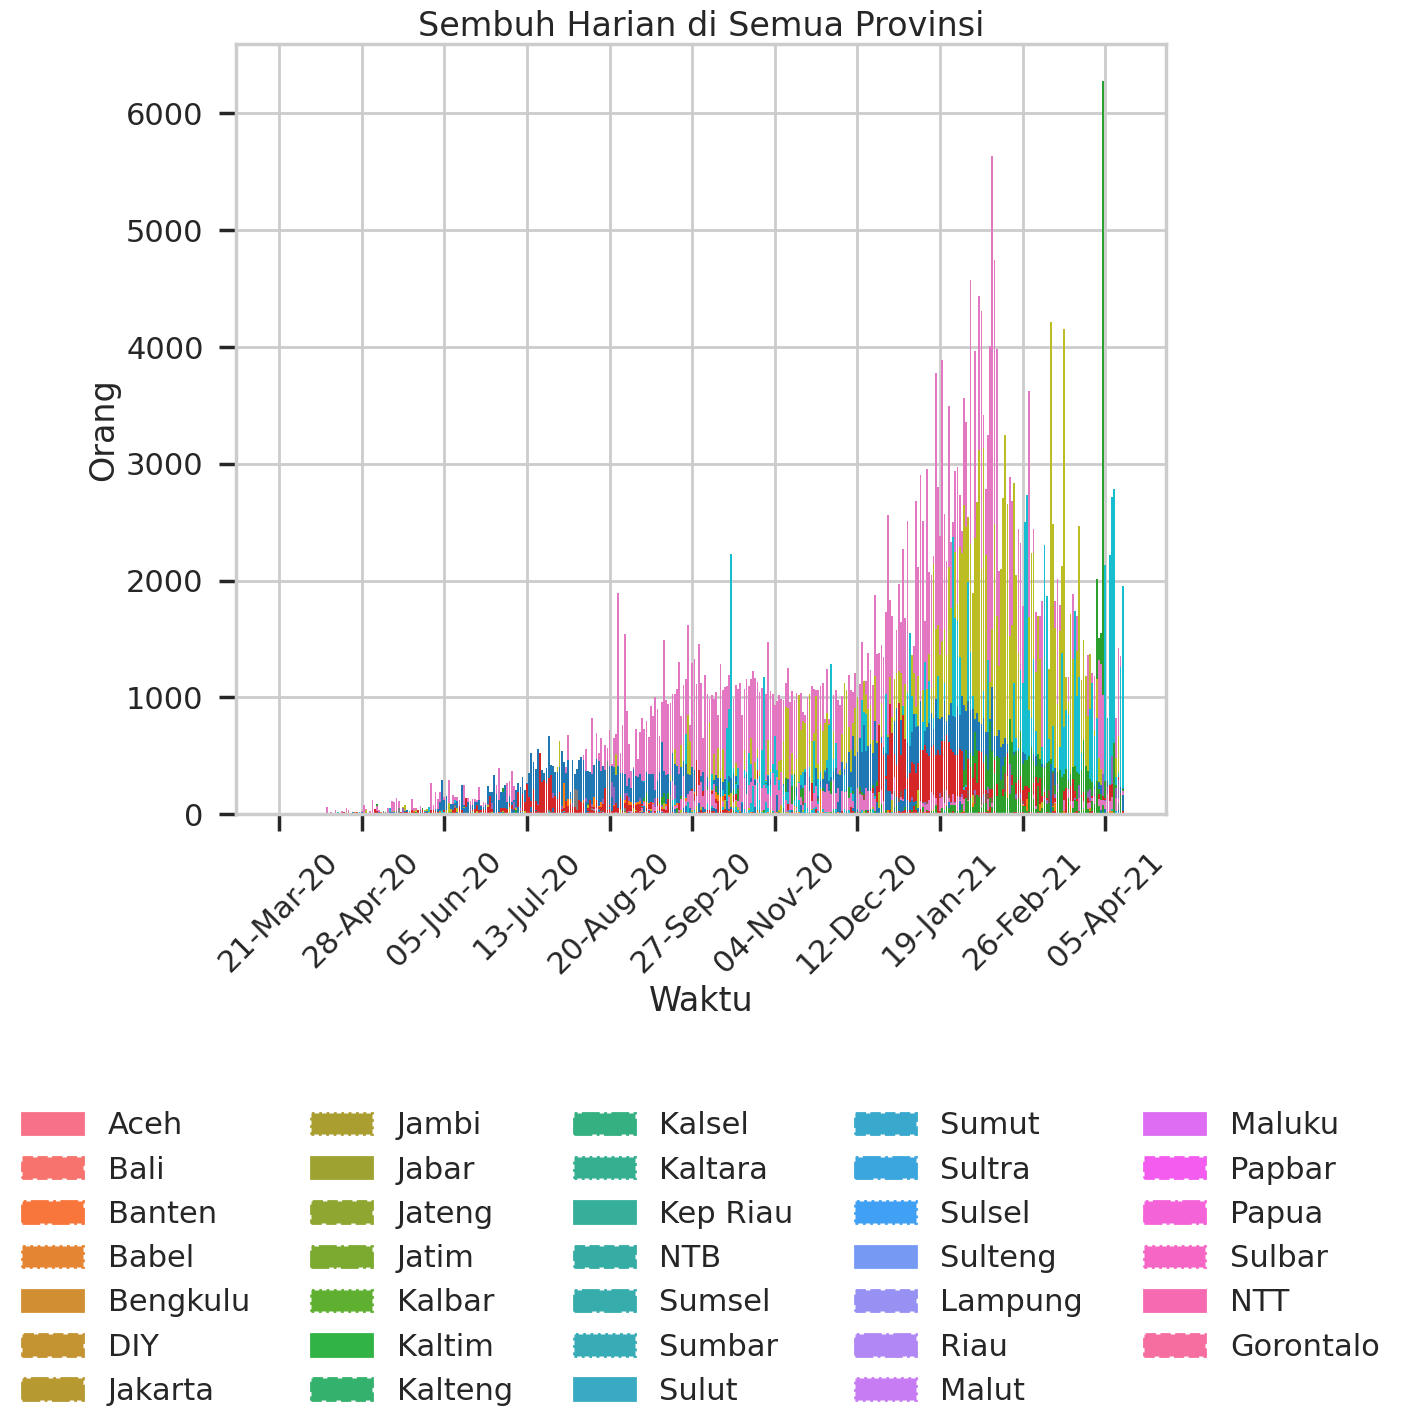 Sembuh Harian di Semua Provinsi
6000
5000
4000
3000
2000
1000
0
Orang
21-Mar-20
28-Apr-20
05-Jun-20
13-Jul-20
20-Aug-20
27-Sep-20
04-Nov-20
12-Dec-20
19-Jan-21
26-Feb-21
05-Apr-21
Waktu
Aceh
Bali
Banten
Babel
Bengkulu
DIY
Jakarta
Jambi
Jabar
Jateng
Jatim
Kalbar
Kaltim
Kalteng
Kalsel
Kaltara
Kep Riau
NTB
Sumsel
Sumbar
Sulut
Sumut
Sultra
Sulsel
Sulteng
Lampung
Riau
Malut
Maluku
Papbar
Papua
Sulbar
NTT
Gorontalo